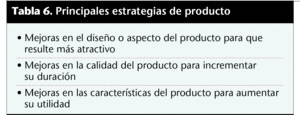 Tabla 6. Principales estrategias de producto
• Mejoras en el diseño o aspecto del producto para que
resulte más atractivo
• Mejoras en la calidad del producto para incrementar
su duración
• Mejoras en las características del producto para aumentar
su utilidad